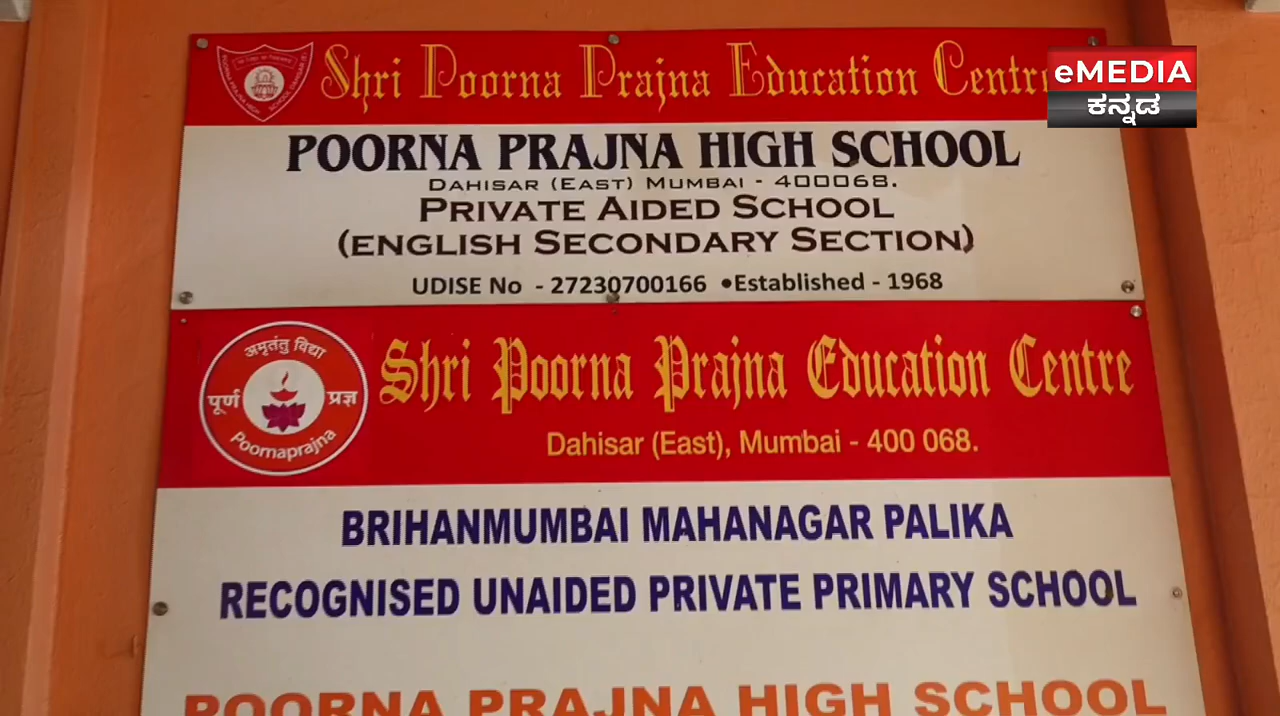 Shri Poorna Prajna Education Centre
eMEDIA
ಕನ್ನಡ
POORNA PRAJNA HIGH SCHOOL
DAHISAR (EAST) MUMBAI - 400068.
PRIVATE AIDED SCHOOL
(ENGLISH SECONDARY SECTION)
UDISE No - 27230700166 •Established - 1968
अमृतंतु विद्या
पूर्ण प्रज्ञ
Poornaprajna
Shri Poorna Prajna Education Centre
Dahisar (East), Mumbai - 400 068.
BRIHANMUMBAI MAHANAGAR PALIKA
RECOGNISED UNAIDED PRIVATE PRIMARY SCHOOL
POORNA PRAJNA HIGH SCHOOL